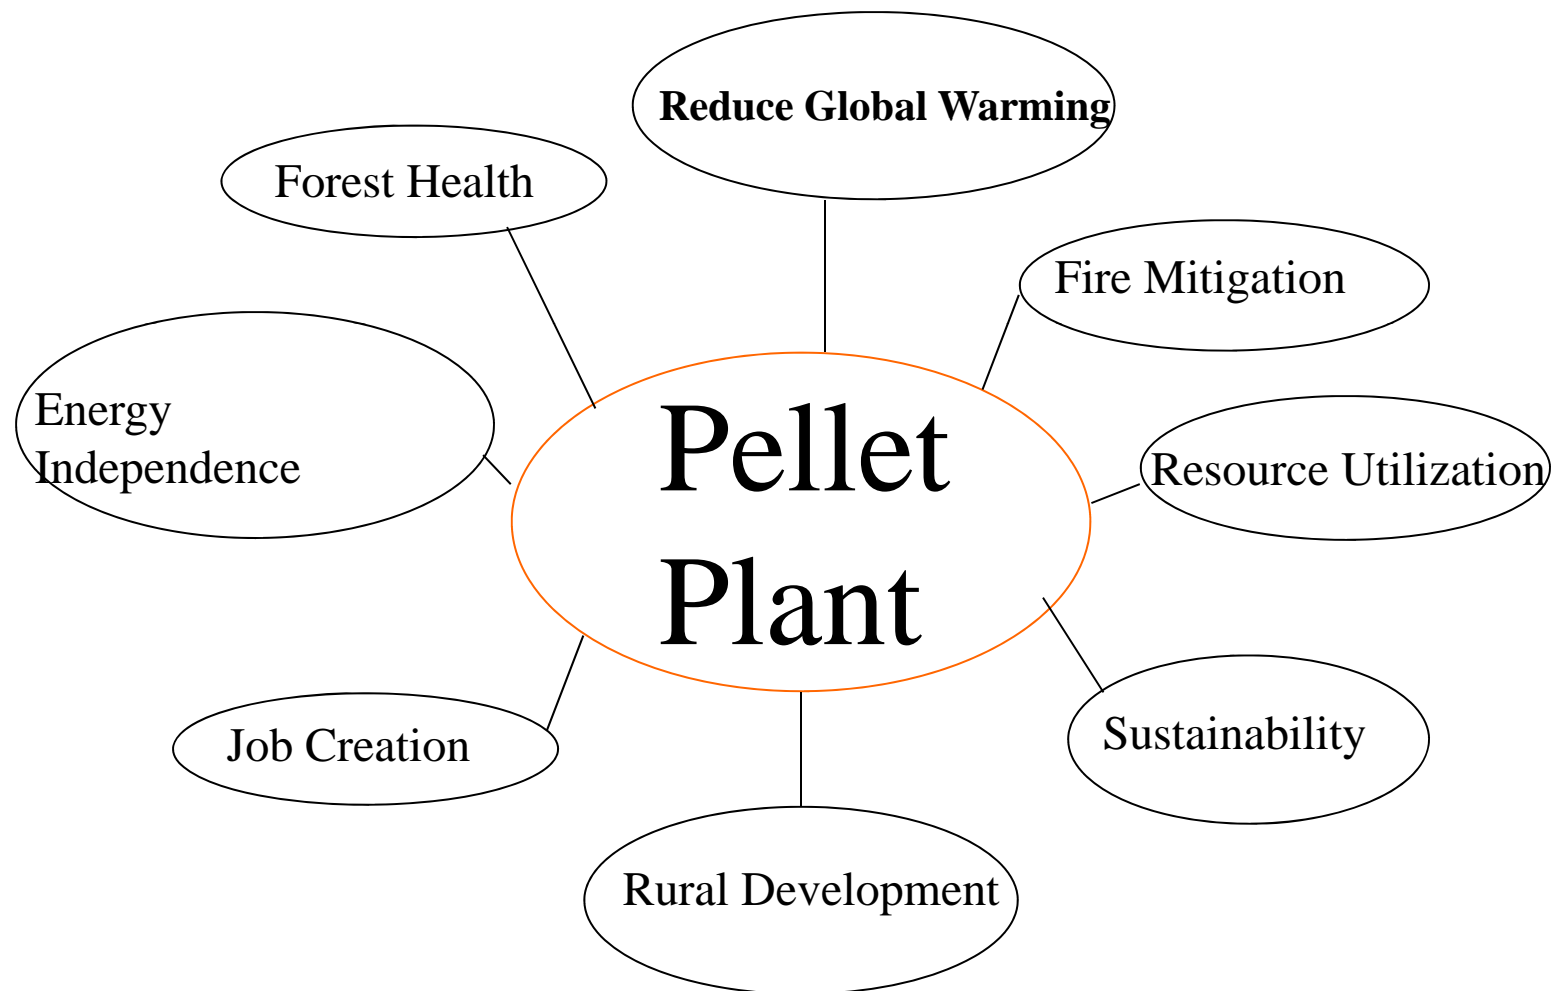 Reduce Global Warming
Forest Health
Fire Mitigation
Energy
Independence
Pellet
Plant
Resource Utilization
Job Creation
Sustainability
Rural Development